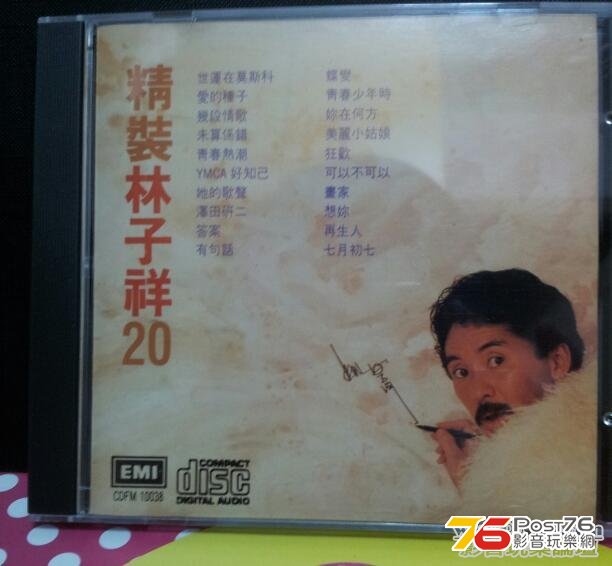 精裝林子祥20
世運在莫斯科
愛的種子
幾段情歌
未算係錯
青春熱潮
YMCA 好知己
她的歌聲
澤田研二
答案
有句話
蝶變
青春少年時
妳在何方
美麗小姑娘
狂歡
可以不可以
畫家
想妳
再生人
七月初七
EMI
CDFM 10038
COMPACT
disc
DIGITAL AUDIO
76 Post76
影音玩樂網